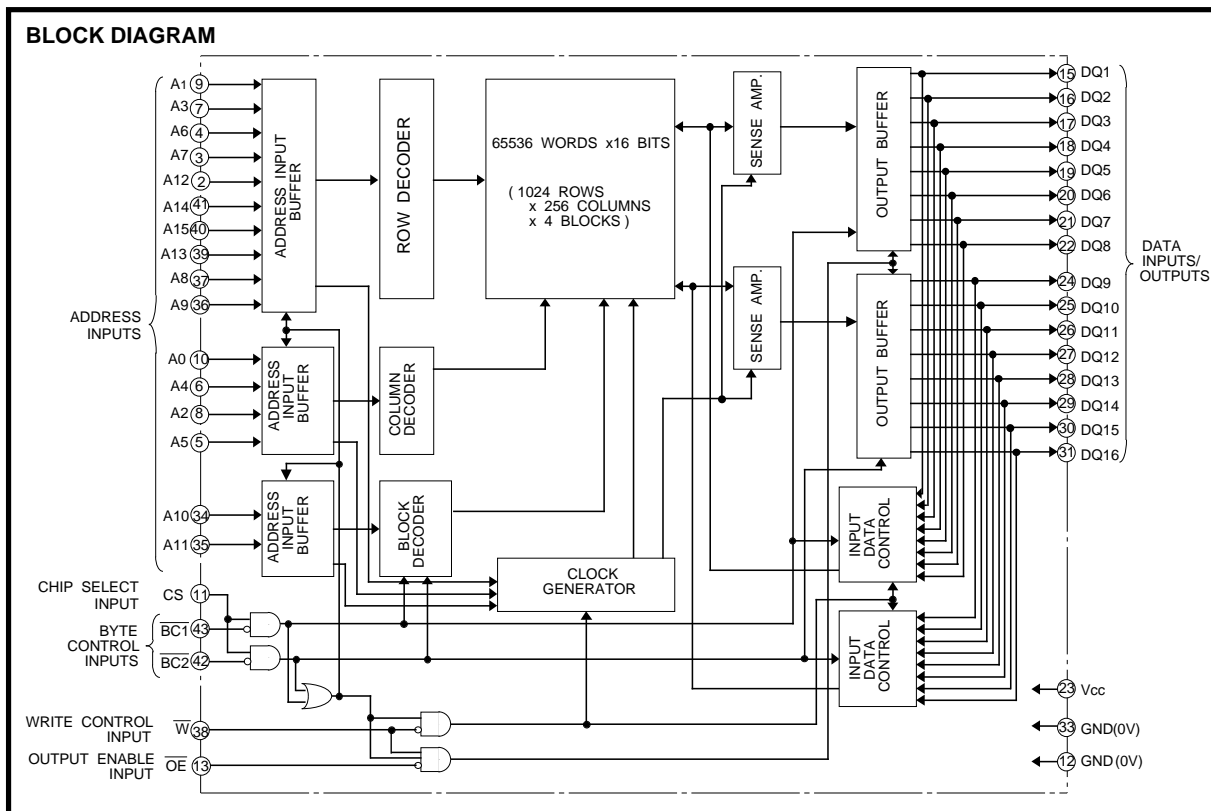 BLOCK DIAGRAM
A1 9
A3 7
A6 4
A7 3
A12 2
A14 41
A15 40
A13 39
A8 37
A9 36
ADDRESS
INPUTS
A0 10
A4 6
A2 8
A5 5
A10 34
A11 35
CHIP SELECT
INPUT
CS 11
BYTE
CONTROL
INPUTS
BC1 43
BC2 42
WRITE CONTROL
INPUT
W 38
OUTPUT ENABLE
INPUT
OE 13
ADDRESS INPUT
BUFFER
ROW DECODER
65536 WORDS x16 BITS
( 1024 ROWS
x 256 COLUMNS
x 4 BLOCKS )
ADDRESS
INPUT
BUFFER
COLUMN
DECODER
ADDRESS
INPUT
BUFFER
BLOCK
DECODER
CLOCK
GENERATOR
SENSE AMP.
SENSE AMP.
OUTPUT BUFFER
OUTPUT BUFFER
INPUT
DATA
CONTROL
INPUT
DATA
CONTROL
15 DQ1
16 DQ2
17 DQ3
18 DQ4
19 DQ5
20 DQ6
21 DQ7
22 DQ8
24 DQ9
25 DQ10
26 DQ11
27 DQ12
28 DQ13
29 DQ14
30 DQ15
31 DQ16
DATA
INPUTS/
OUTPUTS
23 Vcc
33 GND(0V)
12 GND (0V)